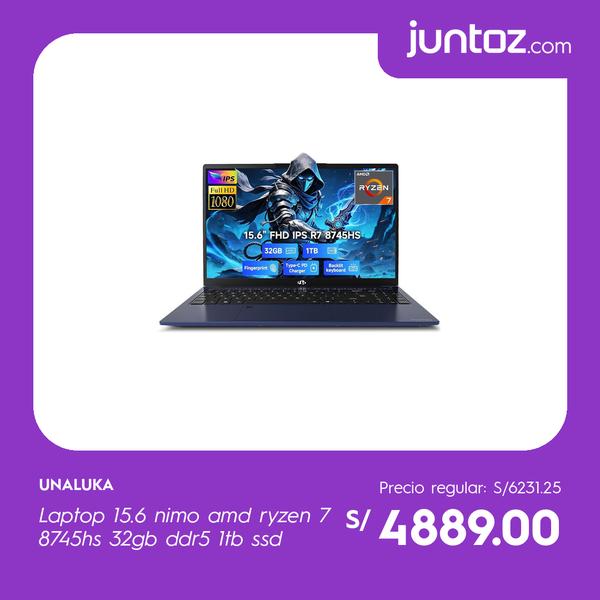 juntoz.com
IPS
Full HD
1080
AMD
RYZEN
7
15.6" FHD IPS R7 8745HS
32GB
1TB
Fingerprint
Type-C PD
Charger
Backlit
keyboard
UNALUKA
Laptop 15.6 nimo amd ryzen 7
8745hs 32gb ddr5 1tb ssd
Precio regular: S/6231.25
S/ 4889.00